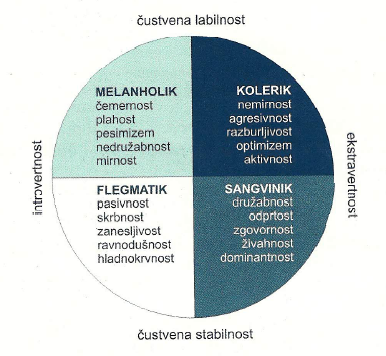 čustvena labilnost
MELANHOLIK
čemernost
plahost
pesimizem
nedružabnost
mirnost
KOLERIK
nemirnost
agresivnost
razburljivost
optimizem
aktivnost
introvertnost
ekstravertnost
FLEGMATIK
pasivnost
skrbnost
zanesljivost
ravnodušnost
hladnokrvnost
SANGVINIK
družabnost
odprtost
zgovornost
živahnost
dominantnost
čustvena stabilnost